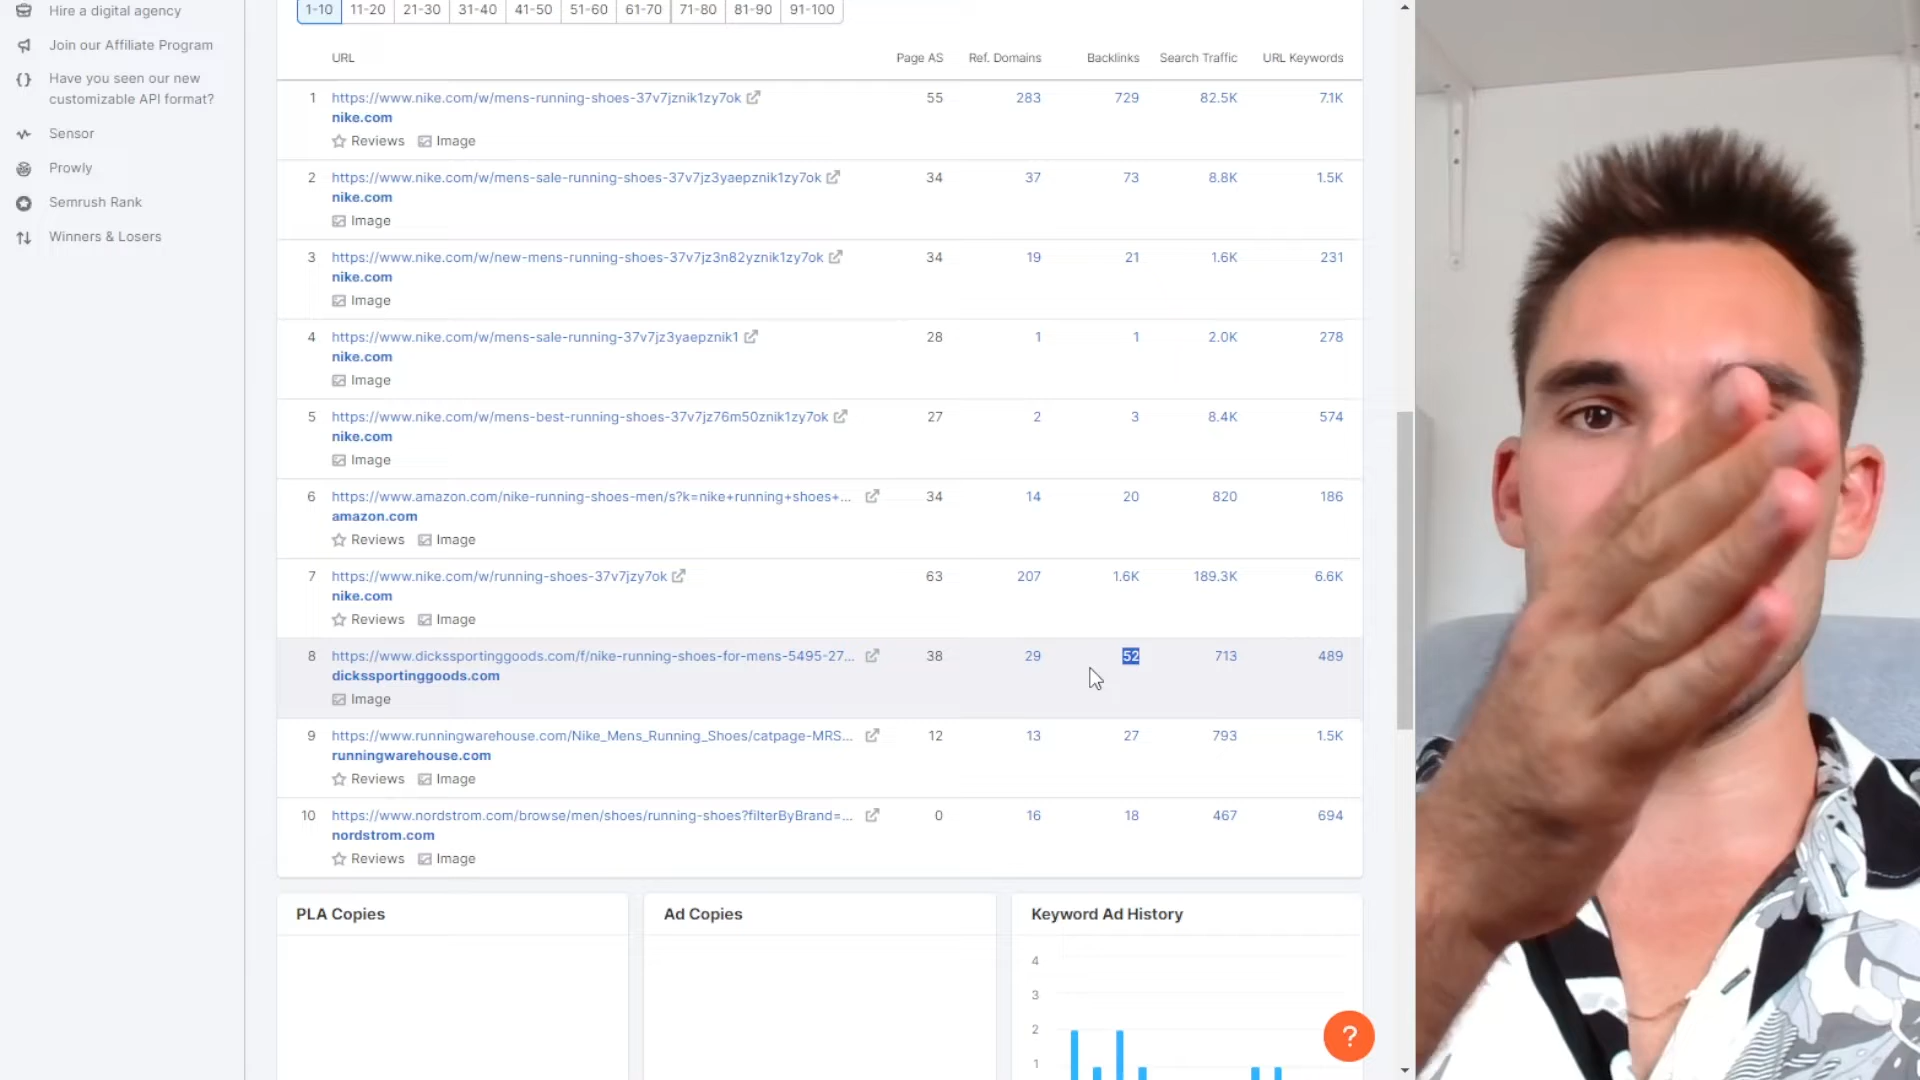 Hire a digital agency
Join our Affiliate Program
Have you seen our new
customizable API format?
Sensor
Prowly
Semrush Rank
Winners & Losers
1-10 11-20 21-30 31-40 41-50 51-60 61-70 71-80 81-90 91-100
URL Page AS Ref. Domains Backlinks Search Traffic URL Keywords
1 https://www.nike.com/w/mens-running-shoes-37v7jznik1zy7ok 55 283 729 82.5K 7.1K
nike.com
Reviews Image
2 https://www.nike.com/w/mens-sale-running-shoes-37v7jz3yaepznik1zy7ok 34 37 73 8.8K 1.5K
nike.com
Image
3 https://www.nike.com/w/new-mens-running-shoes-37v7jz3n82yznik1zy7ok 34 19 21 1.6K 231
nike.com
Image
4 https://www.nike.com/w/mens-sale-running-37v7jz3yaepznik1 28 1 1 2.0K 278
nike.com
Image
5 https://www.nike.com/w/mens-best-running-shoes-37v7jz76m50znik1zy7ok 27 2 3 8.4K 574
nike.com
Image
6 https://www.amazon.com/nike-running-shoes-men/s?k=nike+running+shoes+... 34 14 20 820 186
amazon.com
Reviews Image
7 https://www.nike.com/w/running-shoes-37v7jzy7ok 63 207 1.6K 189.3K 6.6K
nike.com
Reviews Image
8 https://www.dickssportinggoods.com/f/nike-running-shoes-for-mens-5495-27... 38 29 52 713 489
dickssportinggoods.com
Image
9 https://www.runningwarehouse.com/Nike_Mens_Running_Shoes/catpage-MRS... 12 13 27 793 1.5K
runningwarehouse.com
Reviews Image
10 https://www.nordstrom.com/browse/men/shoes/running-shoes?filterByBrand=... 0 16 18 467 694
nordstrom.com
Reviews Image
PLA Copies Ad Copies Keyword Ad History
4
3
2
1
?